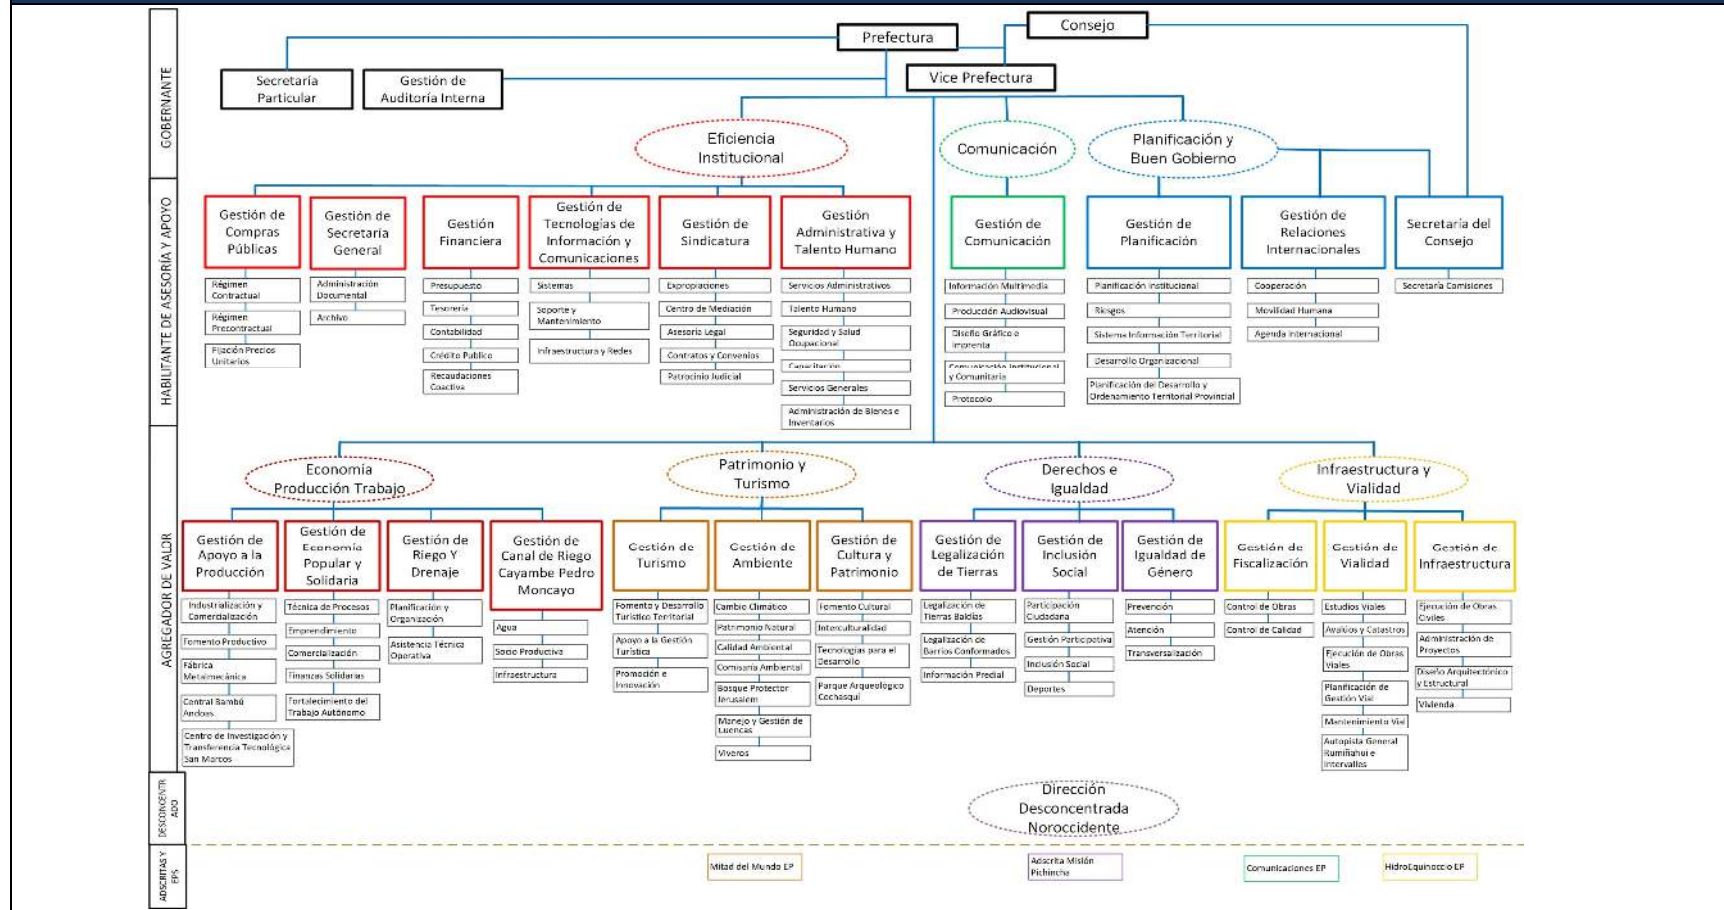 GOBERNANTE
Consejo
Prefectura
Vice Prefectura
Secretaría
Particular
Gestión de
Auditoría Interna
Eficiencia
Institucional
Comunicación
Planificación y
Buen Gobierno
HABILITANTE DE ASESORÍA Y APOYO
Gestión de
Compras
Públicas
Régimen
Contractual
Régimen
Precontractual
Fijación Precios
Unitarios
Gestión de
Secretaría
General
Administración
Documental
Archivo
Gestión
Financiera
Presupuesto
Tesorería
Contabilidad
Crédito Publico
Recaudaciones
Coactiva
Gestión de
Tecnologías de
Información y
Comunicaciones
Sistemas
Soporte y
Mantenimiento
Infraestructura y Redes
Gestión de
Sindicatura
Expropiaciones
Centro de Mediación
Asesoría Legal
Contratos y Convenios
Patrocinio Judicial
Gestión
Administrativa y
Talento Humano
Servicios Administrativos
Talento Humano
Seguridad y Salud
Ocupacional
Capacitación
Servicios Generales
Administración de Bienes e
Inventarios
Gestión de
Comunicación
Información Multimedia
Producción Audiovisual
Diseño Gráfico e
Imprenta
Comunicación Institucional
y Comunitaria
Protocolo
Gestión de
Planificación
Planificación Institucional
Riesgos
Sistema Información Territorial
Desarrollo Organizacional
Planificación del Desarrollo y
Ordenamiento Territorial Provincial
Gestión de
Relaciones
Internacionales
Cooperación
Movilidad Humana
Agenda Internacional
Secretaría del
Consejo
Secretaría Comisiones
AGREGADOR DE VALOR
Economía
Producción Trabajo
Patrimonio y
Turismo
Derechos e
Igualdad
Infraestructura y
Vialidad
Gestión de
Apoyo a la
Producción
Industrialización y
Comercialización
Fomento Productivo
Fábrica
Metalmecánica
Central Bambú
Andoas
Centro de Investigación y
Transferencia Tecnológica
San Marcos
Gestión de
Economía
Popular y
Solidaria
Técnica de Procesos
Emprendimiento
Comercialización
Finanzas Solidarias
Fortalecimiento del
Trabajo Autónomo
Gestión de
Riego Y
Drenaje
Planificación y
Organización
Asistencia Técnica
Operativa
Gestión de
Canal de Riego
Cayambe Pedro
Moncayo
Agua
Socio Productiva
Infraestructura
Gestión de
Turismo
Fomento y Desarrollo
Turístico Territorial
Apoyo a la Gestión
Turística
Promoción e
Innovación
Gestión de
Ambiente
Cambio Climático
Patrimonio Natural
Calidad Ambiental
Comisaría Ambiental
Bosque Protector
Jerusalem
Manejo y Gestión de
Cuencas
Viveros
Gestión de
Cultura y
Patrimonio
Fomento Cultural
Interculturalidad
Tecnologías para el
Desarrollo
Parque Arqueológico
Cochasquí
Gestión de
Legalización
de Tierras
Legalización de
Tierras Baldías
Legalización de
Barrios Conformados
Información Predial
Gestión de
Inclusión
Social
Participación
Ciudadana
Gestión Participativa
Inclusión Social
Deportes
Gestión de
Igualdad de
Género
Prevención
Atención
Transversalización
Gestión de
Fiscalización
Control de Obras
Control de Calidad
Gestión de
Vialidad
Estudios Viales
Avalúos y Catastros
Ejecución de Obras
Viales
Planificación de
Gestión Vial
Mantenimiento Vial
Autopista General
Rumiñahui e
Intervalles
Gestión de
Infraestructura
Ejecución de Obras
Civiles
Administración de
Proyectos
Diseño Arquitectónico
y Estructural
Vivienda
DESCONCENTR
ADO
Dirección
Desconcentrada
Noroccidente
ADSCRITAS Y
EPS
Mitad del Mundo EP
Adscrita Misión
Pichincha
Comunicaciones EP
HidroEquinoccio EP